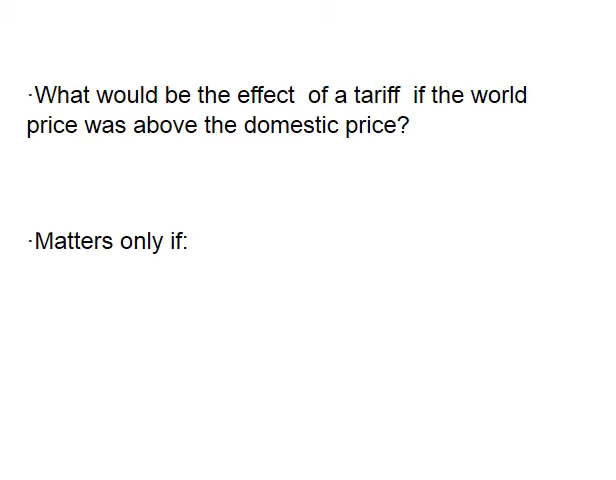 ·What would be the effect  of a tariff  if the world
price was above the domestic price?
·Matters only if: